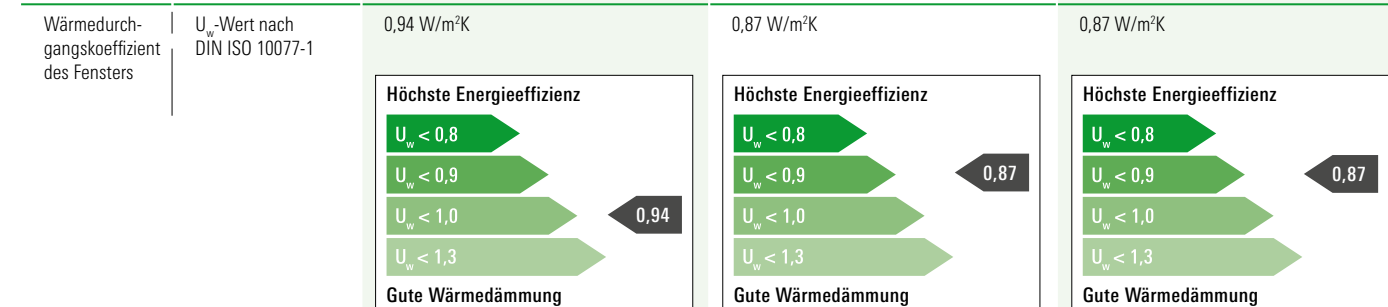 Wärmedurch-
gangskoeffizient
des Fensters
Uw-Wert nach
DIN ISO 10077-1
0,94 W/m²K
Höchste Energieeffizienz
Uw < 0,8
Uw < 0,9
Uw < 1,0
0,94
Uw < 1,3
Gute Wärmedämmung
0,87 W/m²K
Höchste Energieeffizienz
Uw < 0,8
Uw < 0,9
0,87
Uw < 1,0
Uw < 1,3
Gute Wärmedämmung
0,87 W/m²K
Höchste Energieeffizienz
Uw < 0,8
Uw < 0,9
0,87
Uw < 1,0
Uw < 1,3
Gute Wärmedämmung